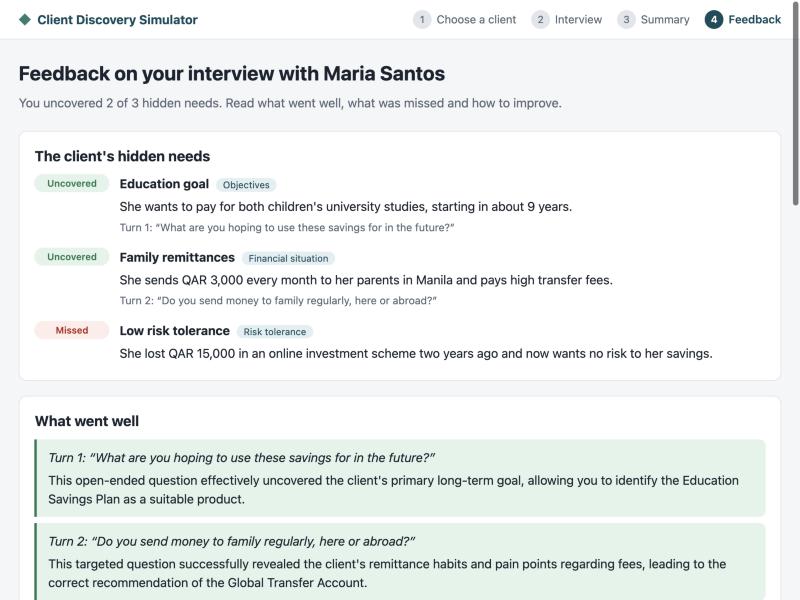 Client Discovery Simulator
1 Choose a client 2 Interview 3 Summary 4 Feedback
Feedback on your interview with Maria Santos
You uncovered 2 of 3 hidden needs. Read what went well, what was missed and how to improve.
The client's hidden needs
Uncovered Education goal Objectives
She wants to pay for both children's university studies, starting in about 9 years.
Turn 1: “What are you hoping to use these savings for in the future?”
Uncovered Family remittances Financial situation
She sends QAR 3,000 every month to her parents in Manila and pays high transfer fees.
Turn 2: “Do you send money to family regularly, here or abroad?”
Missed Low risk tolerance Risk tolerance
She lost QAR 15,000 in an online investment scheme two years ago and now wants no risk to her savings.
What went well
Turn 1: “What are you hoping to use these savings for in the future?”
This open-ended question effectively uncovered the client's primary long-term goal, allowing you to identify the Education
Savings Plan as a suitable product.
Turn 2: “Do you send money to family regularly, here or abroad?”
This targeted question successfully revealed the client's remittance habits and pain points regarding fees, leading to the
correct recommendation of the Global Transfer Account.